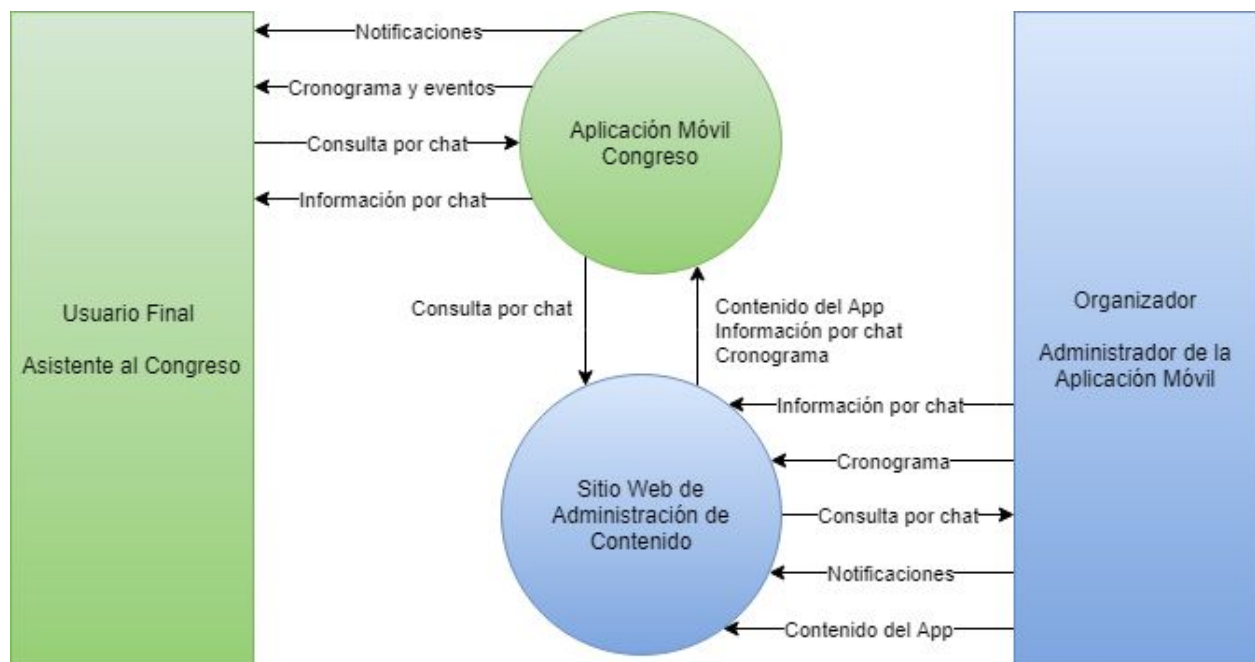 Notificaciones
Cronograma y eventos
Consulta por chat
Información por chat
Aplicación Móvil
Congreso
Usuario Final
Asistente al Congreso
Consulta por chat
Contenido del App
Información por chat
Cronograma
Organizador
Administrador de la
Aplicación Móvil
Sitio Web de
Administración de
Contenido
Información por chat
Cronograma
Consulta por chat
Notificaciones
Contenido del App